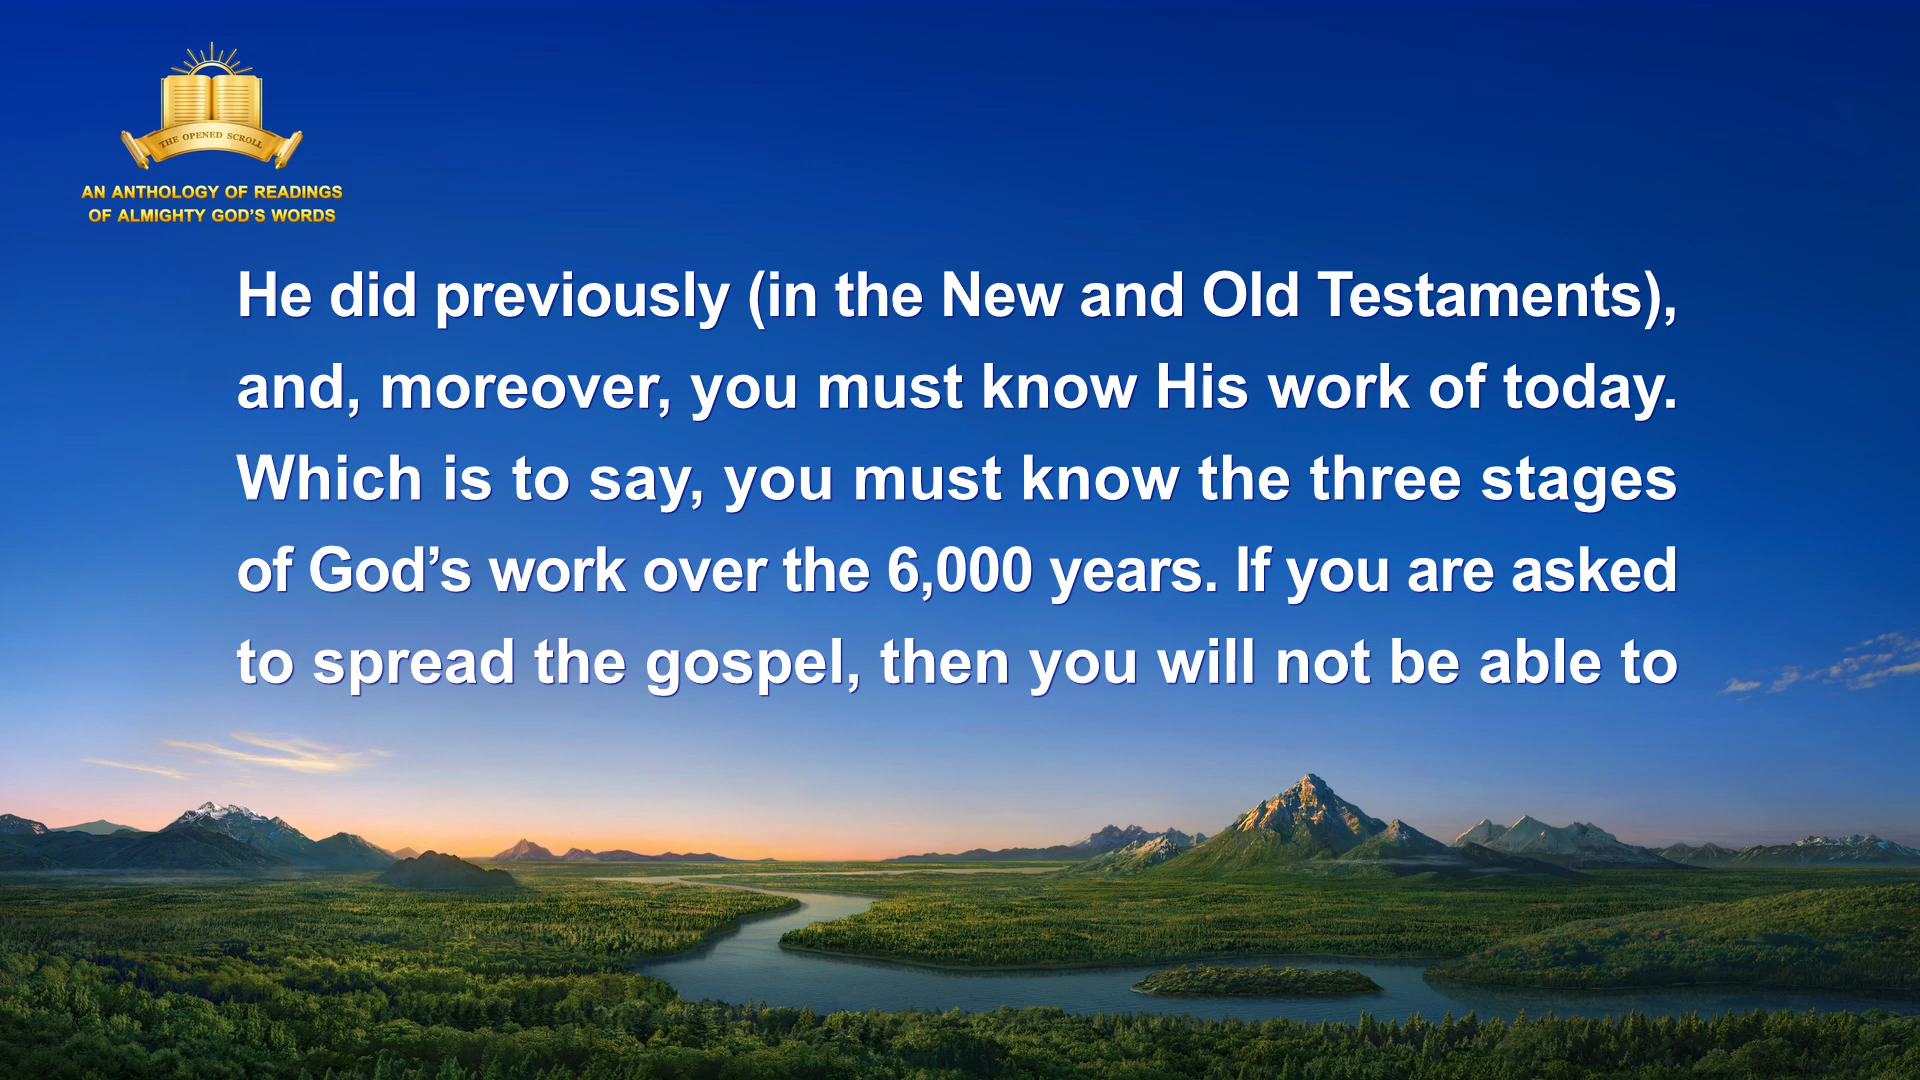 THE OPENED SCROLL
AN ANTHOLOGY OF READINGS
OF ALMIGHTY GOD'S WORDS
He did previously (in the New and Old Testaments),
and, moreover, you must know His work of today.
Which is to say, you must know the three stages
of God’s work over the 6,000 years. If you are asked
to spread the gospel, then you will not be able to